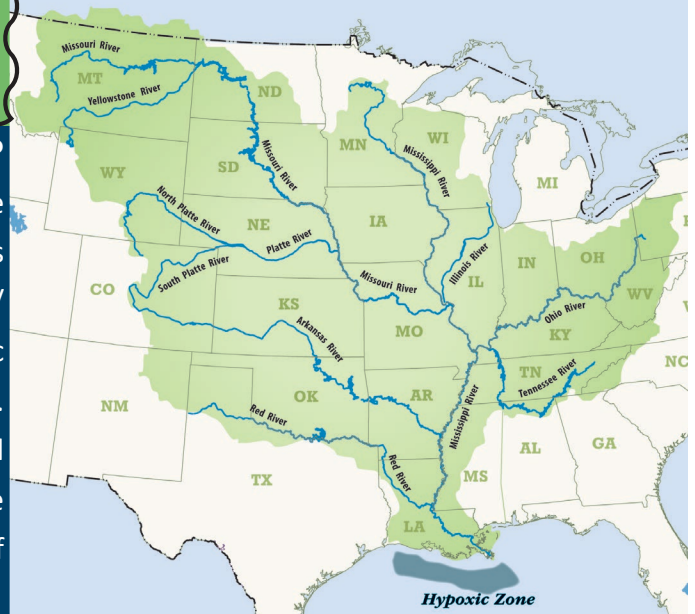 Missouri River
MT
Yellowstone River
ND
MN
WI
Mississippi River
WY
SD
Missouri River
MI
North Platte River
NE
Platte River
IA
South Platte River
Illinois River
IL
IN
OH
WV
CO
KS
Missouri River
MO
Ohio River
KY
Arkansas River
TN
Tennessee River
NC
NM
OK
AR
Mississippi River
Red River
TX
Red River
MS
AL
GA
LA
Hypoxic Zone